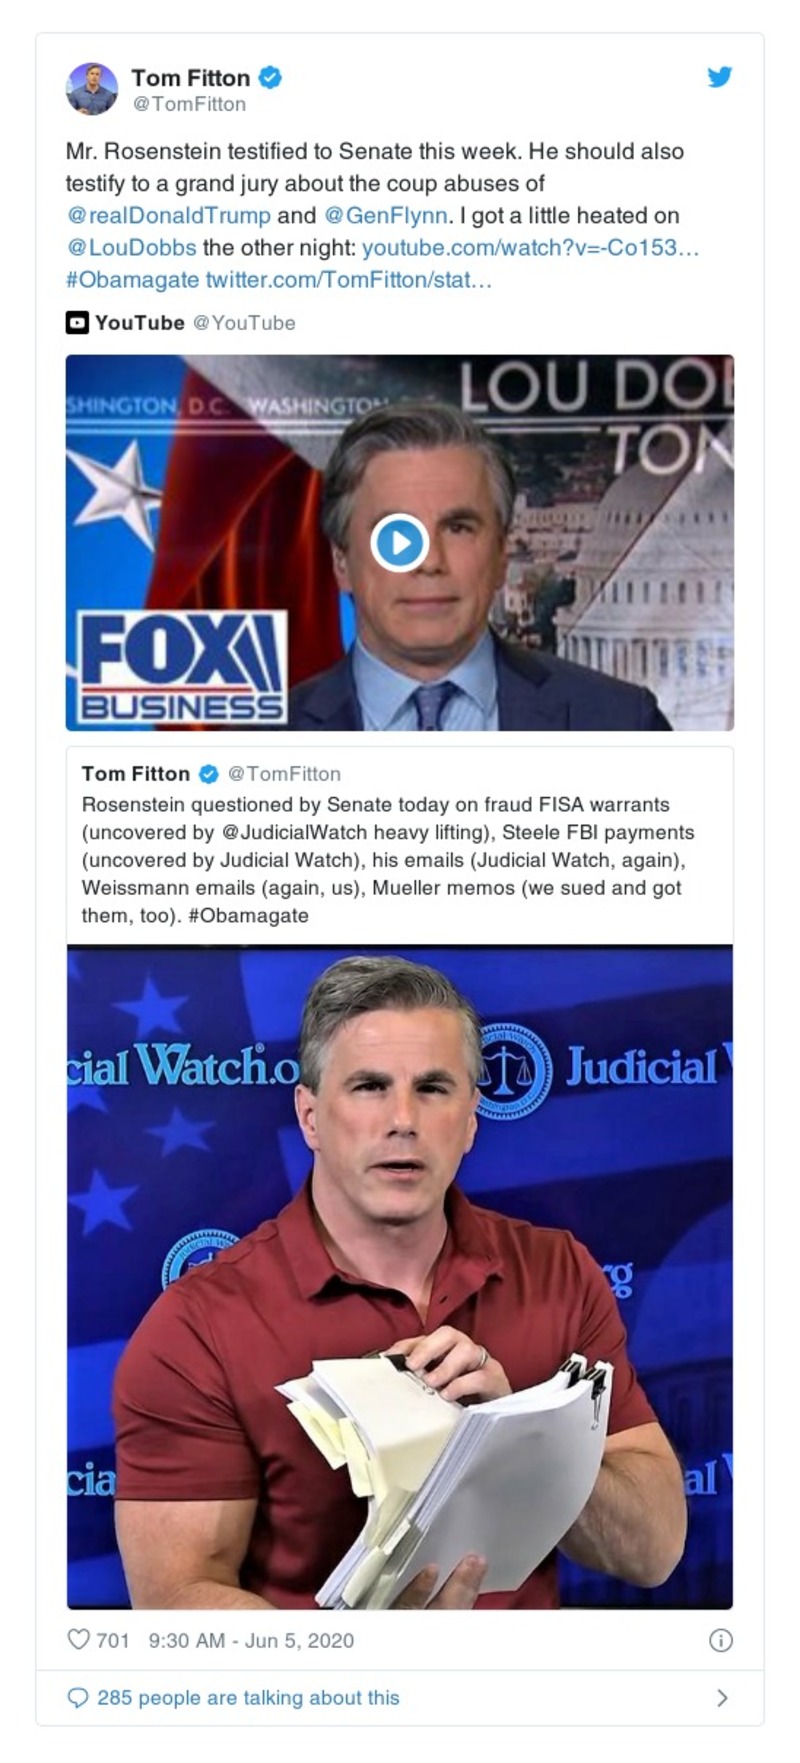 Tom Fitton
@TomFitton
Mr. Rosenstein testified to Senate this week. He should also
testify to a grand jury about the coup abuses of
@realDonaldTrump and @GenFlynn. I got a little heated on
@LouDobbs the other night: youtube.com/watch?v=-Co153…
#Obamagate twitter.com/TomFitton/stat…
YouTube @YouTube
LOU DOB
SHINGTON, D.C. WASHINGTON
TON
FOX
BUSINESS
Tom Fitton @TomFitton
Rosenstein questioned by Senate today on fraud FISA warrants
(uncovered by @JudicialWatch heavy lifting), Steele FBI payments
(uncovered by Judicial Watch), his emails (Judicial Watch, again),
Weissmann emails (again, us), Mueller memos (we sued and got
them, too). #Obamagate
cial Watch®.o
Judicial W
rg
cia
al W
701 9:30 AM - Jun 5, 2020
285 people are talking about this